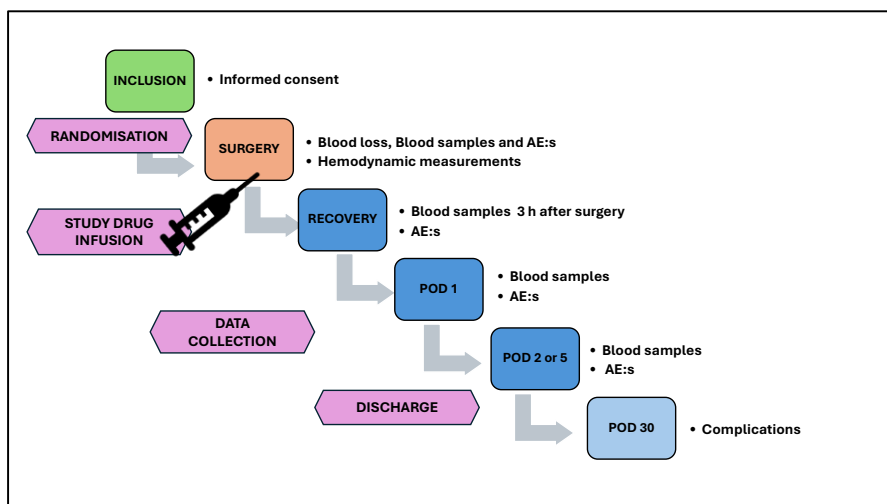 INCLUSION
• Informed consent
RANDOMISATION
SURGERY
• Blood loss, Blood samples and AE:s
• Hemodynamic measurements
STUDY DRUG
INFUSION
RECOVERY
• Blood samples 3 h after surgery
• AE:s
POD 1
• Blood samples
• AE:s
DATA
COLLECTION
POD 2 or 5
• Blood samples
• AE:s
DISCHARGE
POD 30
• Complications